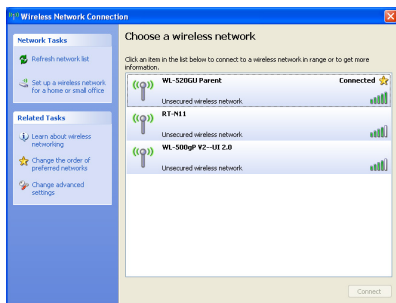 Wireless Network Connection
Network Tasks
Refresh network list
Set up a wireless network
for a home or small office
Related Tasks
Learn about wireless
networking
Change the order of
preferred networks
Change advanced
settings
Choose a wireless network
Click an item in the list below to connect to a wireless network in range or to get more
information.
WL-520GU Parent
Connected
Unsecured wireless network
RT-N11
Unsecured wireless network
WL-500gP V2--UI 2.0
Unsecured wireless network
Connect